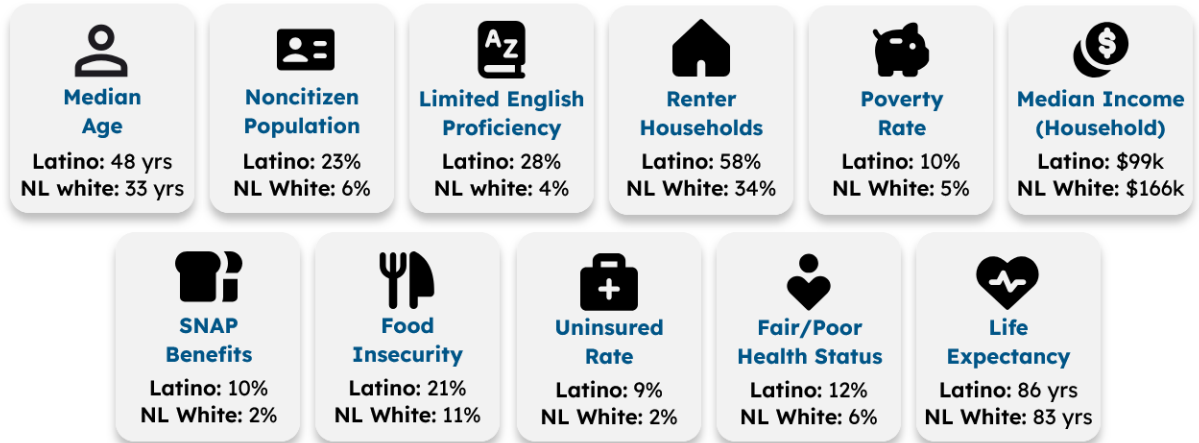 A Z
$
Median
Age
Latino: 48 yrs
NL white: 33 yrs
Noncitizen
Population
Latino: 23%
NL White: 6%
Limited English
Proficiency
Latino: 28%
NL white: 4%
Renter
Households
Latino: 58%
NL White: 34%
Poverty
Rate
Latino: 10%
NL White: 5%
Median Income
(Household)
Latino: $99k
NL White: $166k
SNAP
Benefits
Latino: 10%
NL White: 2%
Food
Insecurity
Latino: 21%
NL White: 11%
Uninsured
Rate
Latino: 9%
NL White: 2%
Fair/Poor
Health Status
Latino: 12%
NL White: 6%
Life
Expectancy
Latino: 86 yrs
NL White: 83 yrs